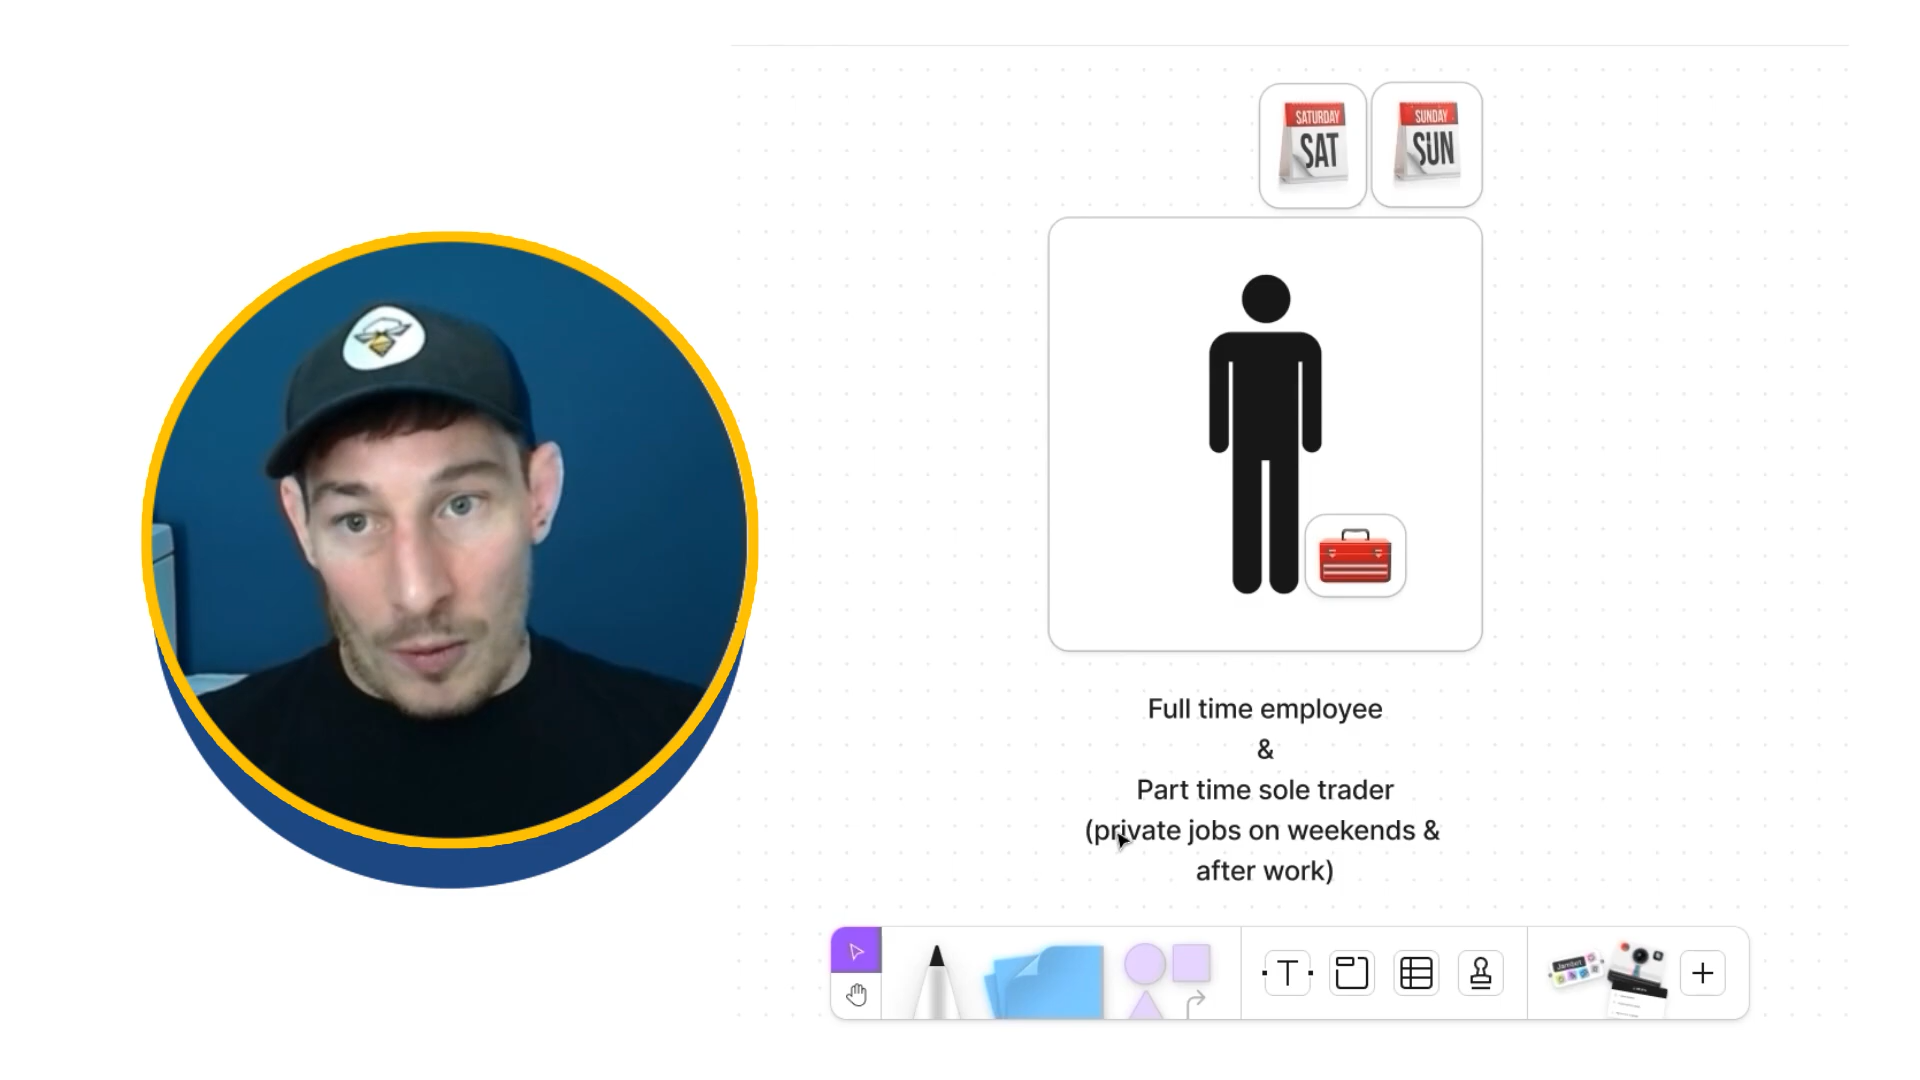 SATURDAY
SAT
SUNDAY
SUN
Full time employee
&
Part time sole trader
(private jobs on weekends &
after work)
T